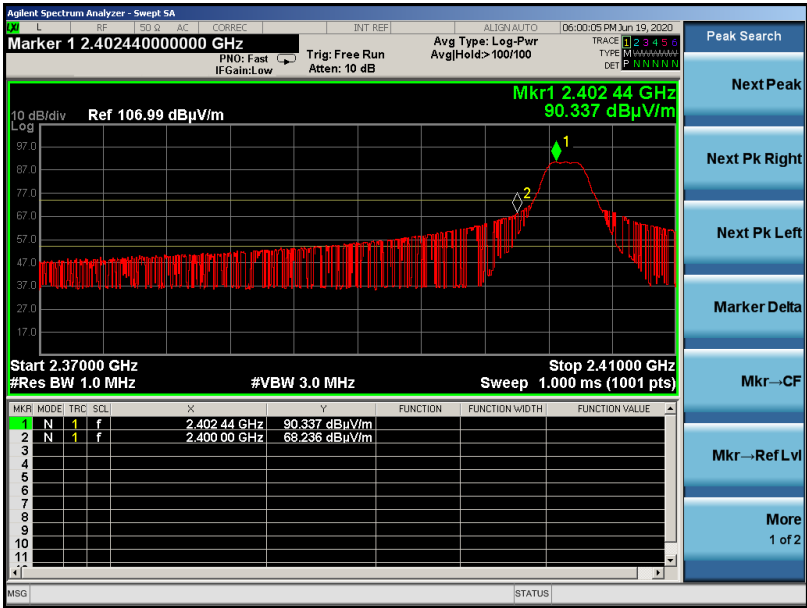 Agilent Spectrum Analyzer - Swept SA
LXI L RF 50 Ω AC CORREC INT REF ALIGNAUTO 06:00:05 PM Jun 19, 2020
Marker 1 2.402440000000 GHz
PNO: Fast
IFGain:Low
Trig: Free Run
Atten: 10 dB
Avg Type: Log-Pwr
Avg|Hold:>100/100
TRACE 1 2 3 4 5 6
TYPE MWWWWW
DET P N N N N N
Mkr1 2.402 44 GHz
90.337 dBµV/m
10 dB/div
Log
Ref 106.99 dBµV/m
97.0
87.0
77.0
67.0
57.0
47.0
37.0
27.0
17.0
1
2
Start 2.37000 GHz
Stop 2.41000 GHz
#Res BW 1.0 MHz
#VBW 3.0 MHz
Sweep 1.000 ms (1001 pts)
MKR MODE TRC SCL X Y FUNCTION FUNCTION WIDTH FUNCTION VALUE
1 N 1 f 2.402 44 GHz 90.337 dBµV/m
2 N 1 f 2.400 00 GHz 68.236 dBµV/m
3
4
5
6
7
8
9
10
11
MSG
STATUS
Peak Search
Next Peak
Next Pk Right
Next Pk Left
Marker Delta
Mkr→CF
Mkr→Ref Lvl
More
1 of 2